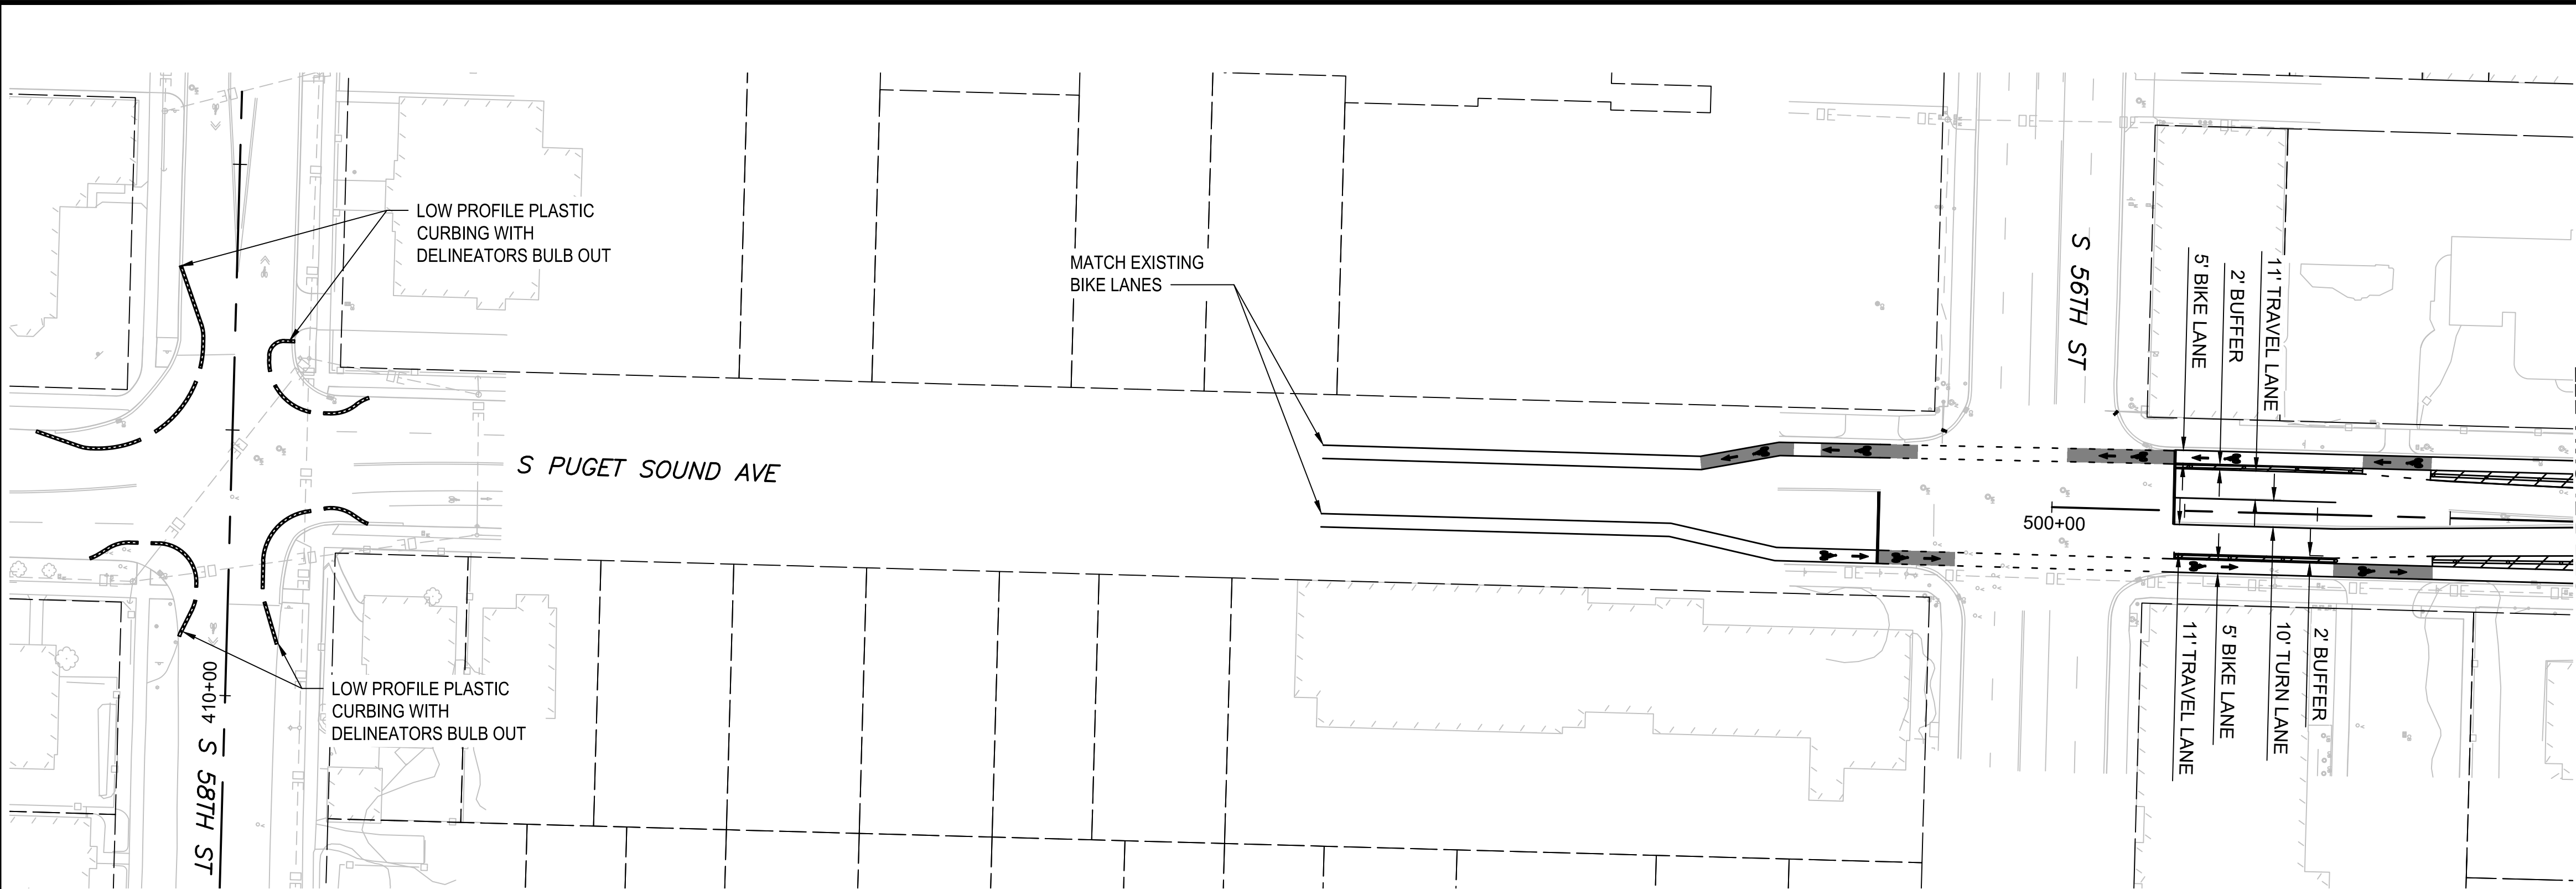 LOW PROFILE PLASTIC
CURBING WITH
DELINEATORS BULB OUT
MATCH EXISTING
BIKE LANES
S PUGET SOUND AVE
S 56TH ST
5' BIKE LANE
2' BUFFER
11' TRAVEL LANE
500+00
11' TRAVEL LANE
5' BIKE LANE
10' TURN LANE
2' BUFFER
LOW PROFILE PLASTIC
CURBING WITH
DELINEATORS BULB OUT
410+00
S 58TH ST